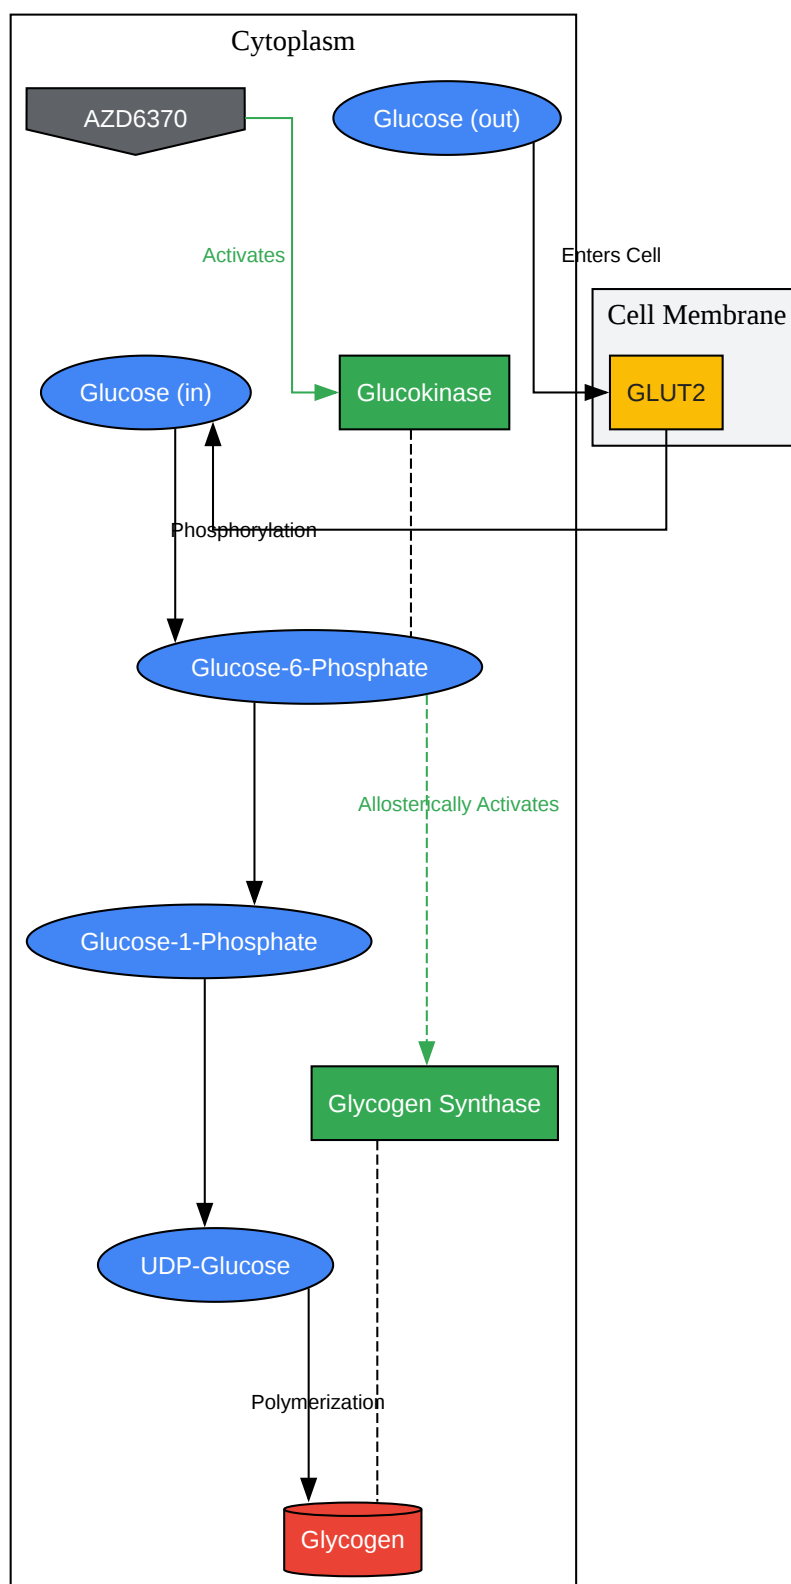 Cytoplasm
AZD6370
Glucose (out)
Activates
Enters Cell
Cell Membrane
Glucose (in)
Glucokinase
GLUT2
Phosphorylation
Glucose-6-Phosphate
Allosterically Activates
Glucose-1-Phosphate
Glycogen Synthase
UDP-Glucose
Polymerization
Glycogen